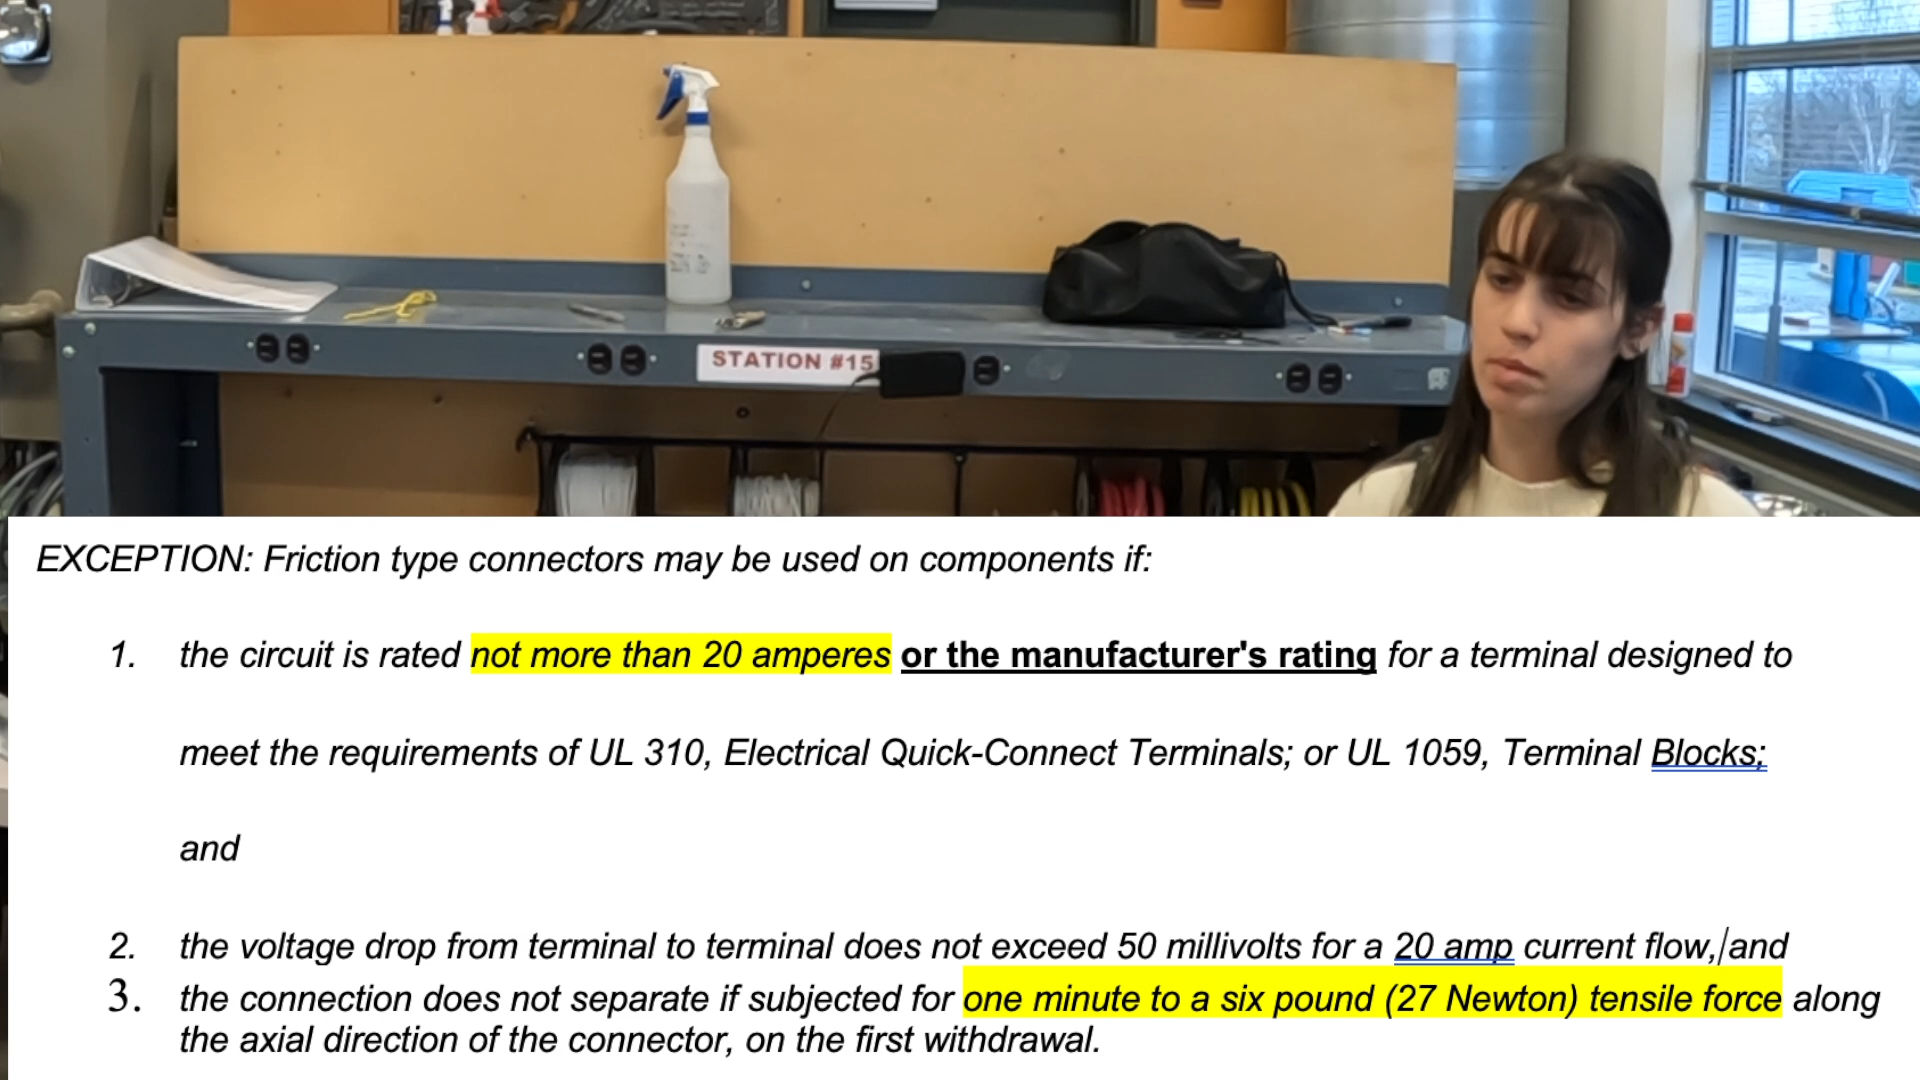 STATION #15
EXCEPTION: Friction type connectors may be used on components if:
1. the circuit is rated not more than 20 amperes or the manufacturer's rating for a terminal designed to
meet the requirements of UL 310, Electrical Quick-Connect Terminals; or UL 1059, Terminal Blocks;
and
2. the voltage drop from terminal to terminal does not exceed 50 millivolts for a 20 amp current flow, and
3. the connection does not separate if subjected for one minute to a six pound (27 Newton) tensile force along
the axial direction of the connector, on the first withdrawal.